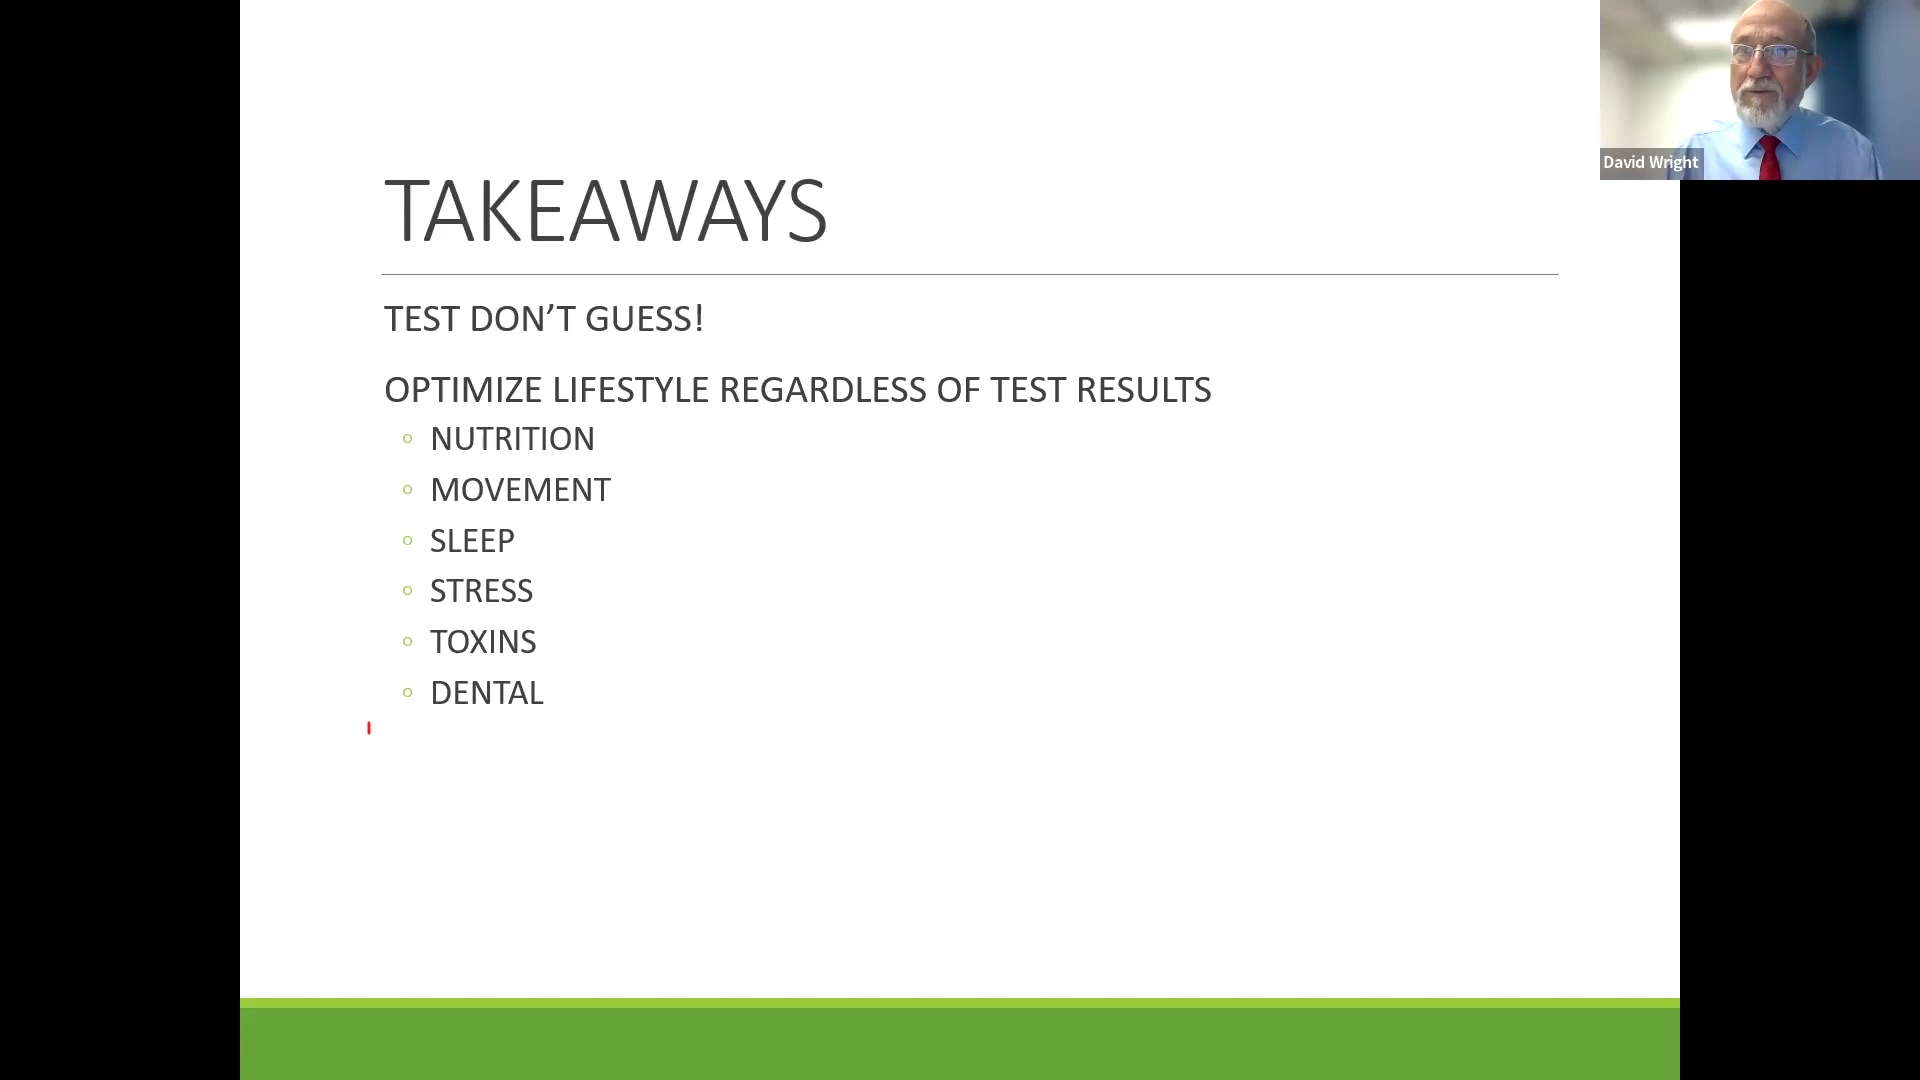 TAKEAWAYS
TEST DON’T GUESS!
OPTIMIZE LIFESTYLE REGARDLESS OF TEST RESULTS
NUTRITION
MOVEMENT
SLEEP
STRESS
TOXINS
DENTAL
David Wright